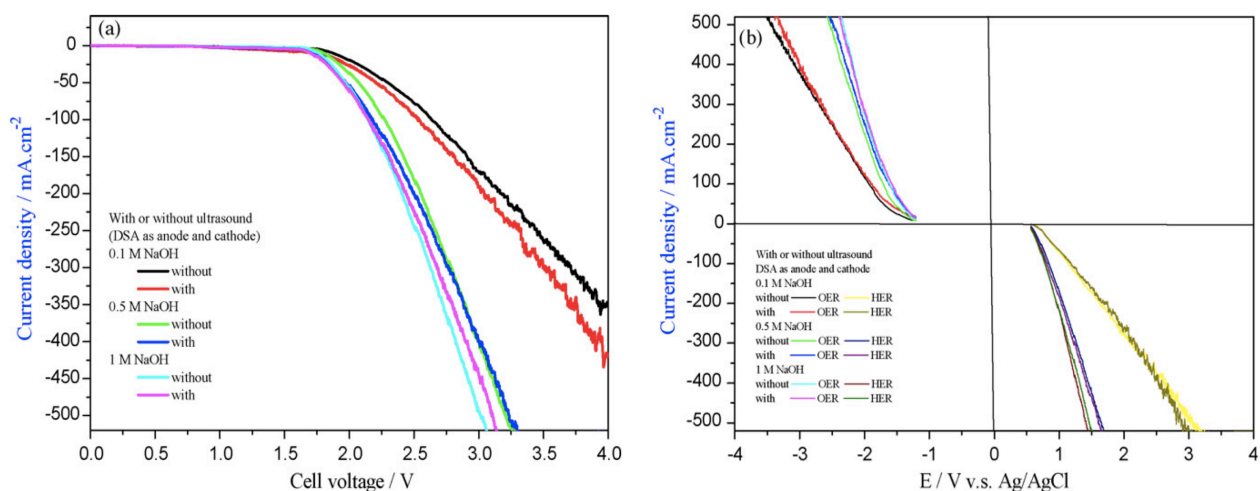 (a)
0
-50
-100
-150
-200
-250
-300
-350
-400
-450
-500
Current density / mA.cm-2
With or without ultrasound
(DSA as anode and cathode)
0.1 M NaOH
without
with
0.5 M NaOH
without
with
1 M NaOH
without
with
0.0 0.5 1.0 1.5 2.0 2.5 3.0 3.5 4.0
Cell voltage / V
(b)
500
400
300
200
100
0
-100
-200
-300
-400
-500
Current density / mA.cm-2
With or without ultrasound
DSA as anode and cathode
0.1 M NaOH
without OER HER
with OER HER
0.5 M NaOH
without OER HER
with OER HER
1 M NaOH
without OER HER
with OER HER
-4 -3 -2 -1 0 1 2 3 4
E / V v.s. Ag/AgCl